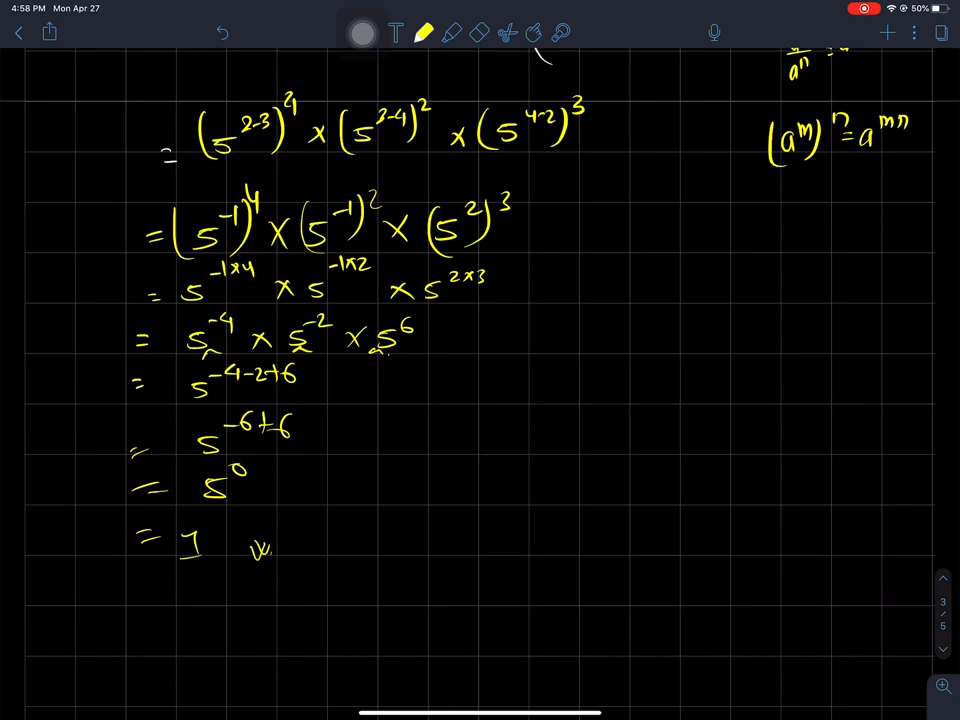 4:58 PM Mon Apr 27
50%
T
aⁿ
= (5^{2-3})^4 × (5^{3-4})^2 × (5^{4-2})^3
(a^m)^n = a^{mn}
= (5^{-1})^4 × (5^{-1})^2 × (5^2)^3
= 5^{-1×4} × 5^{-1×2} × 5^{2×3}
= 5^{-4} × 5^{-2} × 5^6
= 5^{-4-2+6}
= 5^{-6+6}
= 5^0
= 1
3
/
5